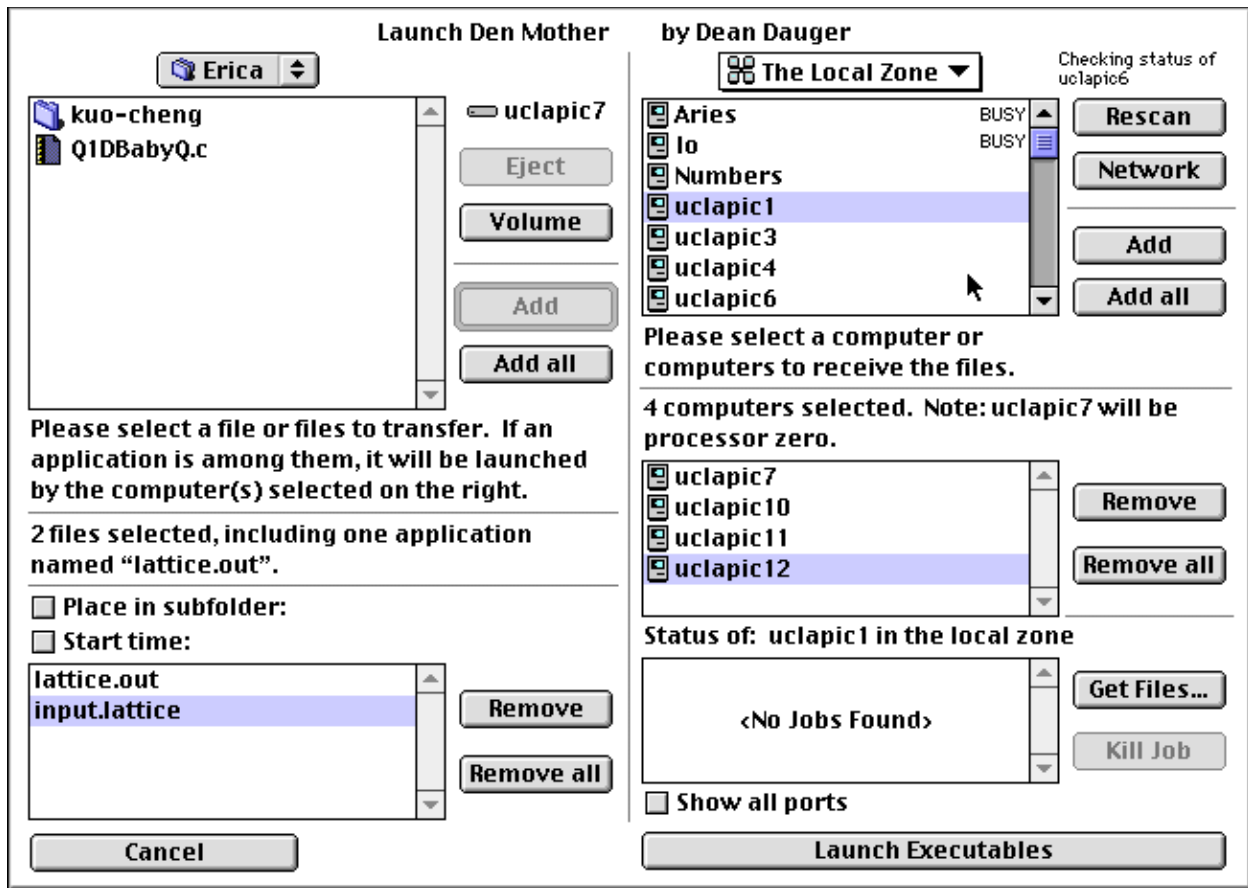 Launch Den Mother by Dean Dauger
Erica
kuo-cheng
Q1DBabyQ.c
uclapic7
Eject
Volume
Add
Add all
Please select a file or files to transfer. If an
application is among them, it will be launched
by the computer(s) selected on the right.
2 files selected, including one application
named “lattice.out”.
Place in subfolder:
Start time:
lattice.out
input.lattice
Remove
Remove all
Cancel
The Local Zone
Checking status of
uclapic6
Aries BUSY
Io BUSY
Numbers
uclapic1
uclapic3
uclapic4
uclapic6
Rescan
Network
Add
Add all
Please select a computer or
computers to receive the files.
4 computers selected. Note: uclapic7 will be
processor zero.
uclapic7
uclapic10
uclapic11
uclapic12
Remove
Remove all
Status of: uclapic1 in the local zone
<No Jobs Found>
Get Files...
Kill Job
Show all ports
Launch Executables